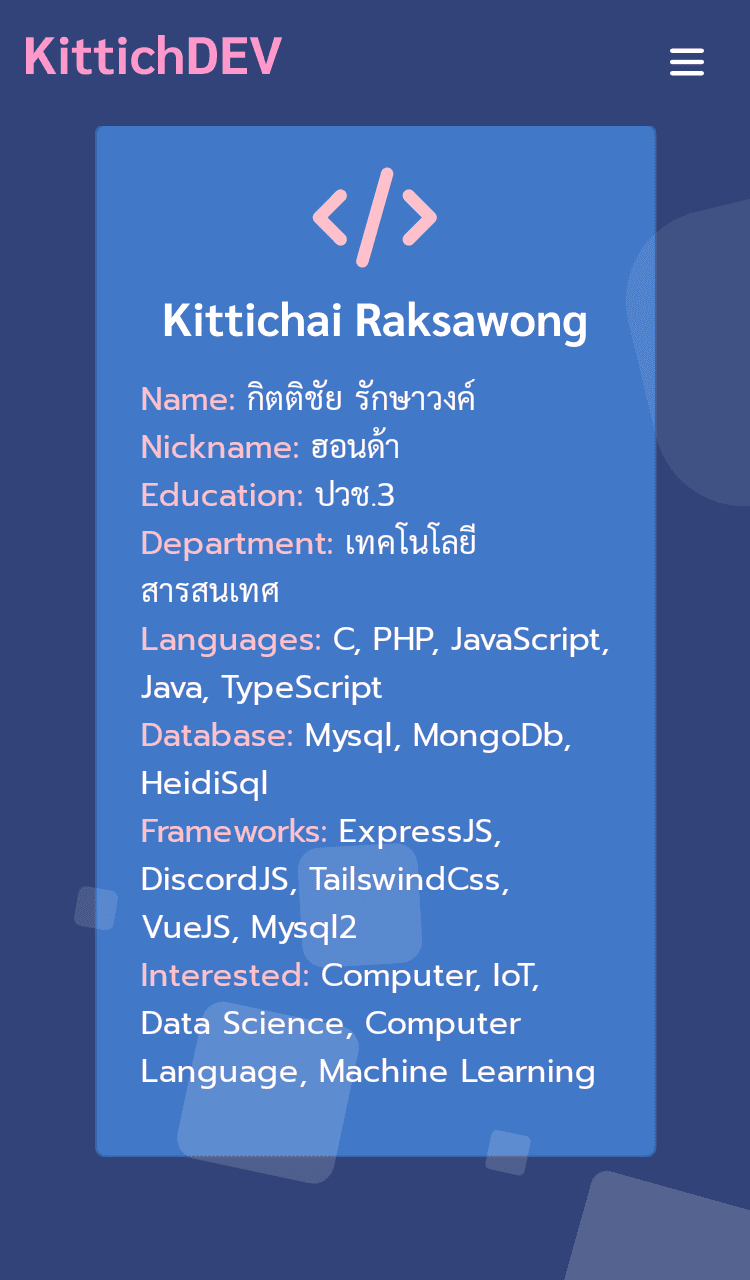 KittichDEV
Kittichai Raksawong
Name: กิตติชัย รักษาวงค์
Nickname: ฮอนด้า
Education: ปวช.3
Department: เทคโนโลยี
สารสนเทศ
Languages: C, PHP, JavaScript,
Java, TypeScript
Database: Mysql, MongoDb,
HeidiSql
Frameworks: ExpressJS,
DiscordJS, TailswindCss,
VueJS, Mysql2
Interested: Computer, IoT,
Data Science, Computer
Language, Machine Learning